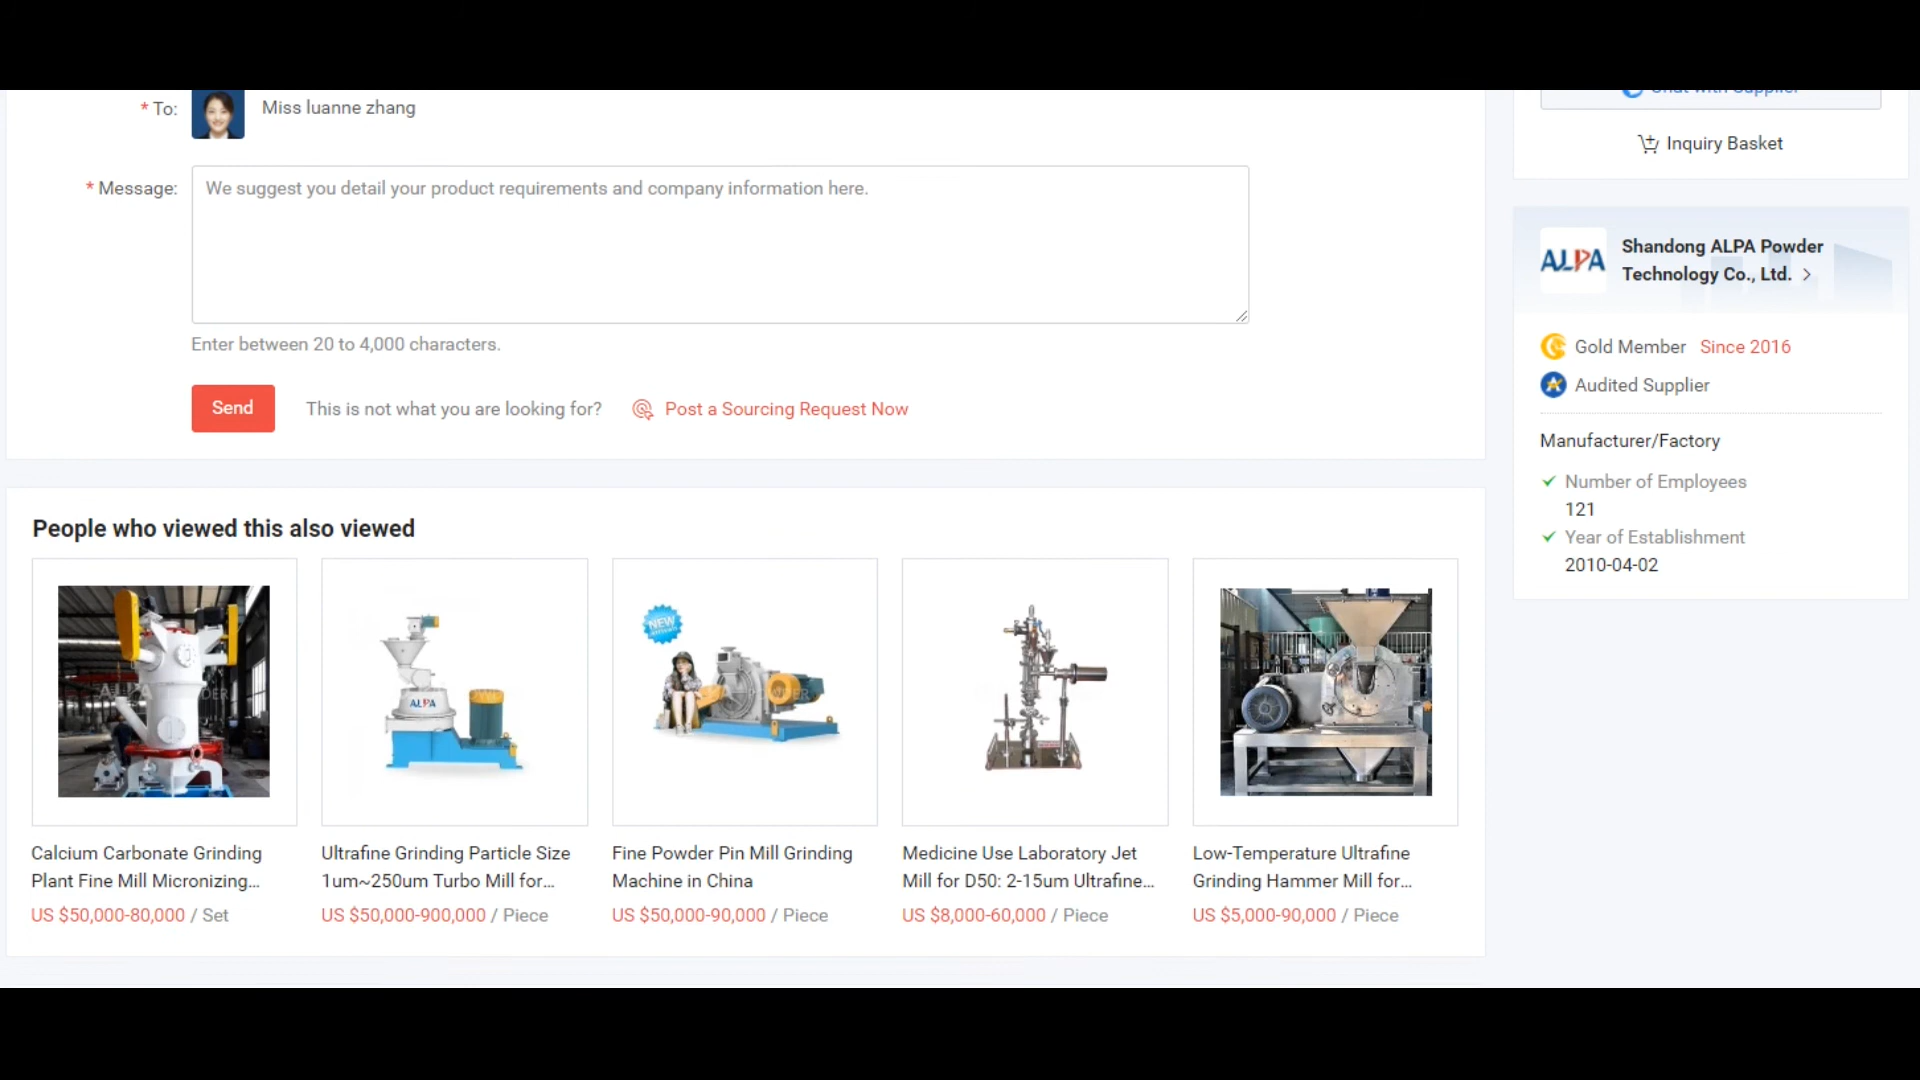 * To:
Miss luanne zhang
* Message:
We suggest you detail your product requirements and company information here.
Enter between 20 to 4,000 characters.
Send
This is not what you are looking for?
Post a Sourcing Request Now
People who viewed this also viewed
NEW
ALPA
Calcium Carbonate Grinding
Plant Fine Mill Micronizing...
US $50,000-80,000 / Set
Ultrafine Grinding Particle Size
1um~250um Turbo Mill for...
US $50,000-900,000 / Piece
Fine Powder Pin Mill Grinding
Machine in China
US $50,000-90,000 / Piece
Medicine Use Laboratory Jet
Mill for D50: 2-15um Ultrafine...
US $8,000-60,000 / Piece
Low-Temperature Ultrafine
Grinding Hammer Mill for...
US $5,000-90,000 / Piece
Chat with Supplier
Inquiry Basket
ALPA
Shandong ALPA Powder
Technology Co., Ltd. >
Gold Member Since 2016
Audited Supplier
Manufacturer/Factory
Number of Employees
121
Year of Establishment
2010-04-02